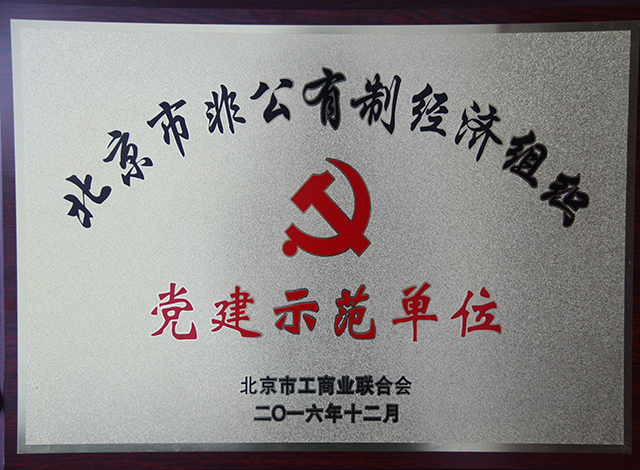 北京市非公有制经济组织
党建示范单位
北京市工商业联合会
二〇一六年十二月